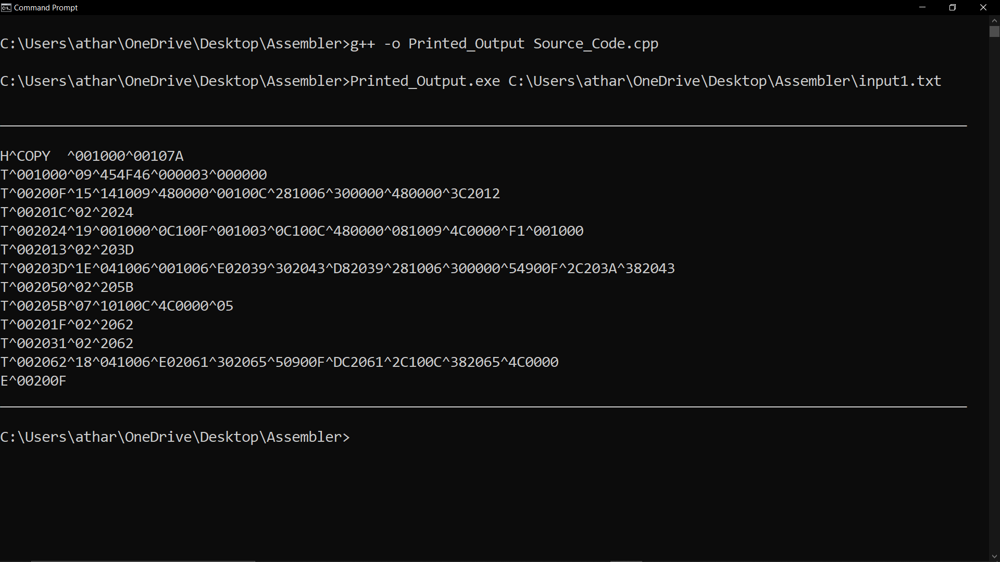 Command Prompt
C:\Users\athar\OneDrive\Desktop\Assembler>g++ -o Printed_Output Source_Code.cpp
C:\Users\athar\OneDrive\Desktop\Assembler>Printed_Output.exe C:\Users\athar\OneDrive\Desktop\Assembler\input1.txt
H^COPY  ^001000^00107A
T^001000^09^454F46^000003^000000
T^00200F^15^141009^480000^00100C^281006^300000^480000^3C2012
T^00201C^02^2024
T^002024^19^001000^0C100F^001003^0C100C^480000^081009^4C0000^F1^001000
T^002013^02^203D
T^00203D^1E^041006^001006^E02039^302043^D82039^281006^300000^54900F^2C203A^382043
T^002050^02^205B
T^00205B^07^10100C^4C0000^05
T^00201F^02^2062
T^002031^02^2062
T^002062^18^041006^E02061^302065^50900F^DC2061^2C100C^382065^4C0000
E^00200F
C:\Users\athar\OneDrive\Desktop\Assembler>